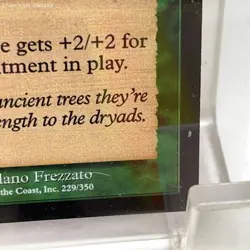 e gets +2/+2 for
tment in play.
ancient trees they're
ngth to the dryads.
lano Frezzato
the Coast, Inc. 229/350